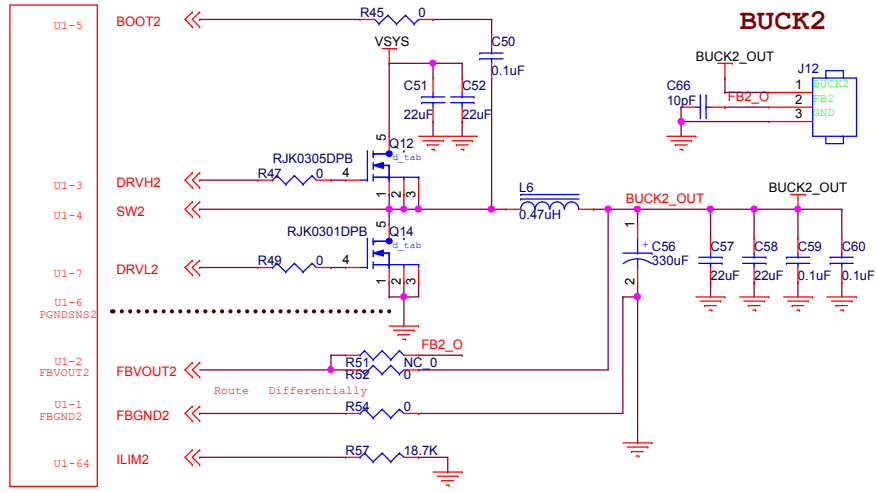 BUCK2
U1-5 BOOT2 R45 0
VSYS C50 0.1uF
BUCK2_OUT J12
C51 22uF C52 22uF
C66 10pF FB2_O
1 BUCK2
2 FB2
3 GND
5 Q12 d_tab
RJK0305DPB
U1-3 DRVH2 R47 0 4
1 2 3
U1-4 SW2
L6 0.47uH
BUCK2_OUT
BUCK2_OUT
RJK0301DPB 5 Q14 d_tab
U1-7 DRVL2 R49 0 4
1 2 3
1 + C56 330uF 2
C57 22uF C58 22uF C59 0.1uF C60 0.1uF
U1-6
PGNDSNS2
FB2_O
U1-2
FBVOUT2 FBVOUT2 R51 NC_0
R52 0
Route Differentially
U1-1
FBGND2 FBGND2 R54 0
U1-64 ILIM2 R57 18.7K